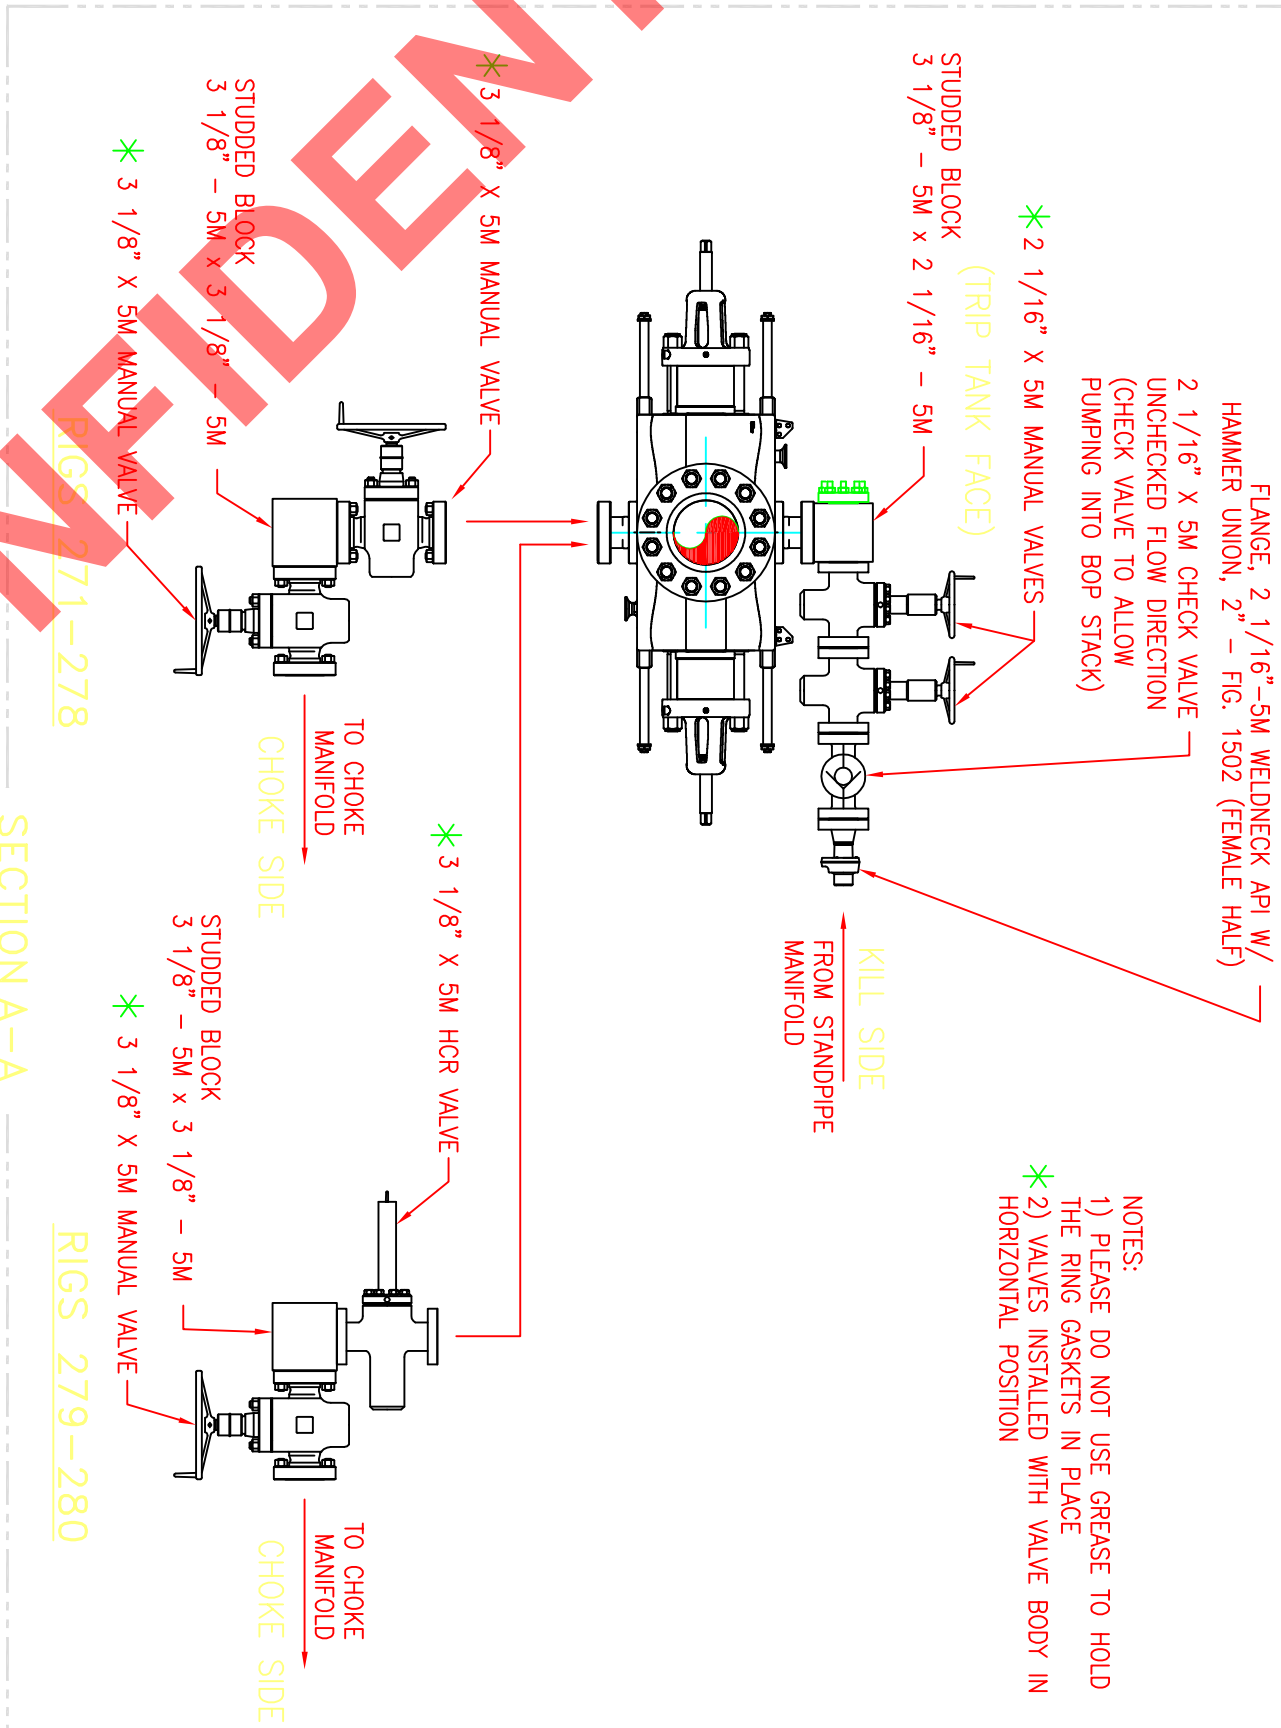 FLANGE, 2 1/16"-5M WELDNECK API W/
HAMMER UNION, 2" - FIG. 1502 (FEMALE HALF)
2 1/16" X 5M CHECK VALVE
UNCHECKED FLOW DIRECTION
(CHECK VALVE TO ALLOW
PUMPING INTO BOP STACK)
* 2 1/16" X 5M MANUAL VALVES
(TRIP TANK FACE)
STUDDED BLOCK
3 1/8" - 5M x 2 1/16" - 5M
KILL SIDE
FROM STANDPIPE
MANIFOLD
NOTES:
1) PLEASE DO NOT USE GREASE TO HOLD
THE RING GASKETS IN PLACE
* 2) VALVES INSTALLED WITH VALVE BODY IN
HORIZONTAL POSITION
* 3 1/8" X 5M MANUAL VALVE
STUDDED BLOCK
3 1/8" - 5M x 3 1/8" - 5M
* 3 1/8" X 5M MANUAL VALVE
TO CHOKE
MANIFOLD
CHOKE SIDE
RIGS 271-278
* 3 1/8" X 5M HCR VALVE
STUDDED BLOCK
3 1/8" - 5M x 3 1/8" - 5M
* 3 1/8" X 5M MANUAL VALVE
TO CHOKE
MANIFOLD
CHOKE SIDE
RIGS 279-280
SECTION A-A
NFIDEN